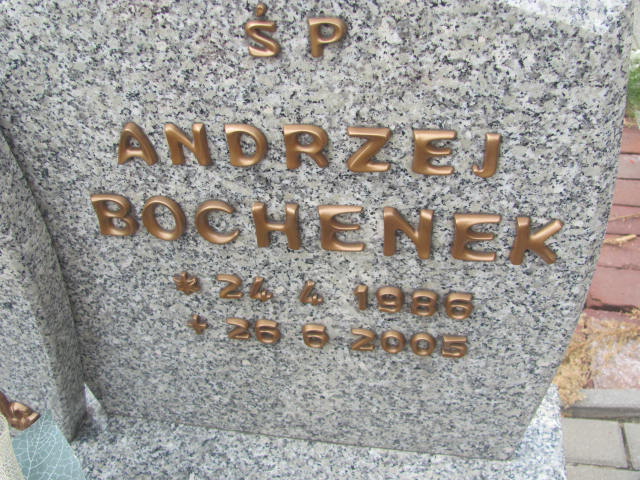 ŚP
ANDRZEJ
BOCHENEK
* 24. 4. 1986
+ 26 6 2005